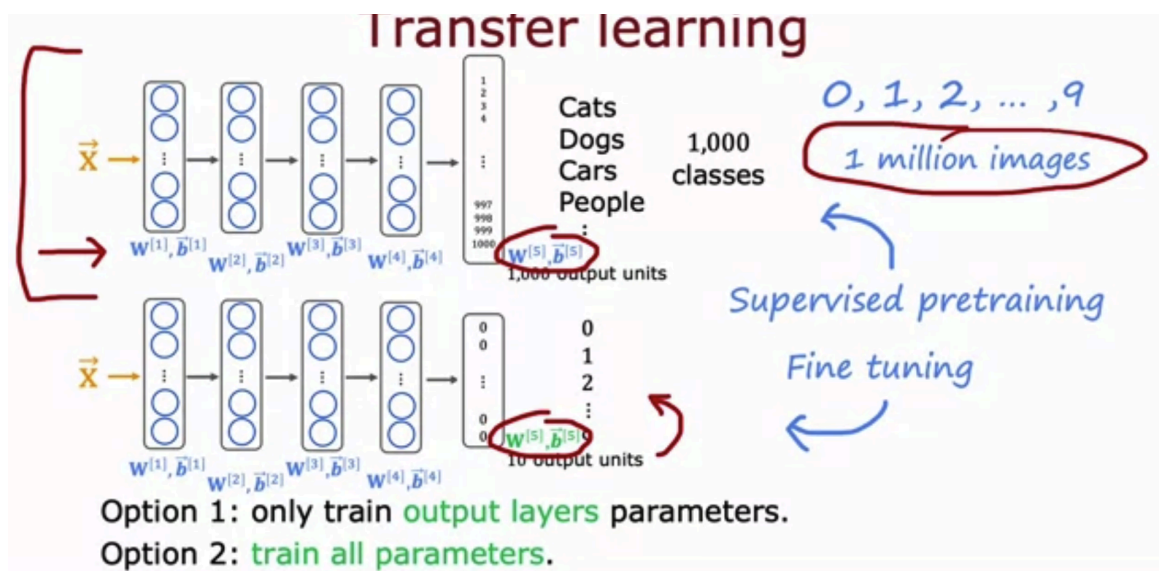 Transfer learning
0, 1, 2, ... , 9
1 million images
Cats
Dogs
Cars
People
⋮
1,000
classes
1
2
3
4
⋮
997
998
999
1000
x⃗
W[1], b⃗[1]
W[2], b⃗[2]
W[3], b⃗[3]
W[4], b⃗[4]
W[5], b⃗[5]
1,000 output units
Supervised pretraining
Fine tuning
x⃗
0
0
⋮
0
0
0
1
2
⋮
W[1], b⃗[1]
W[2], b⃗[2]
W[3], b⃗[3]
W[4], b⃗[4]
W[5], b⃗[5]
10 output units
Option 1: only train output layers parameters.
Option 2: train all parameters.